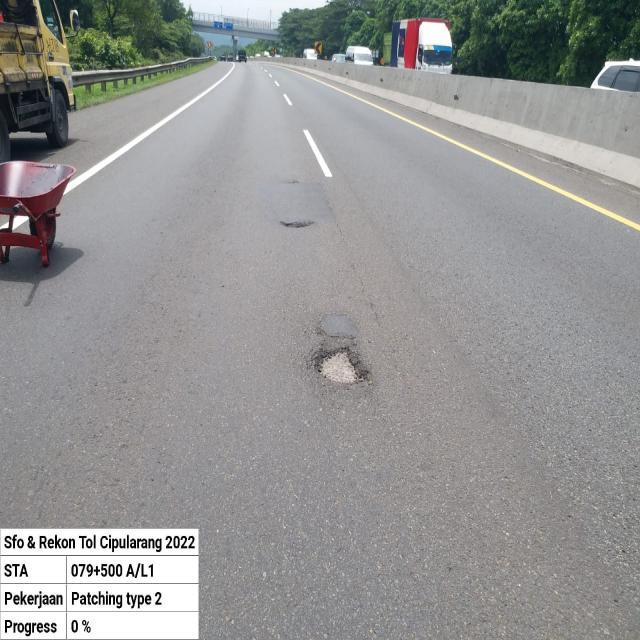 Sfo & Rekon Tol Cipularang 2022
STA 079+500 A/L1
Pekerjaan Patching type 2
Progress 0 %